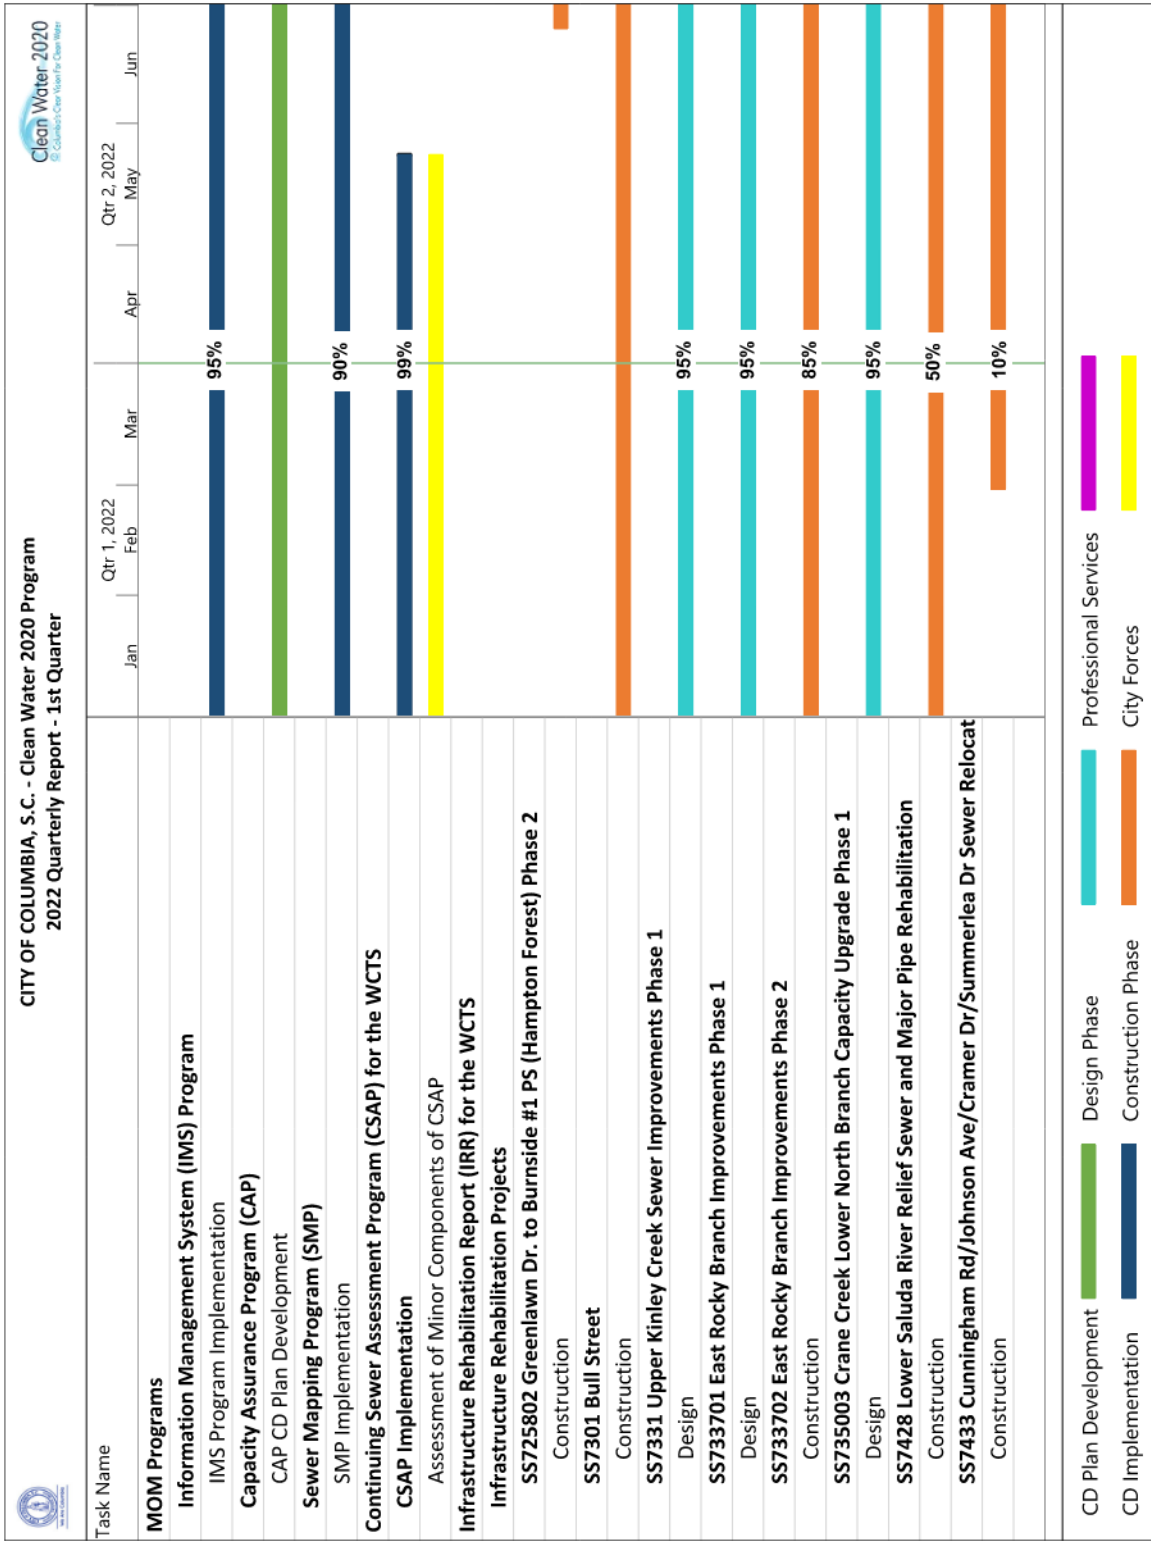 CITY OF COLUMBIA, S.C. - Clean Water 2020 Program
2022 Quarterly Report - 1st Quarter
Clean Water 2020
Columbia's Clear Vision For Clean Water
We Are Columbia
Task Name
Qtr 1, 2022
Qtr 2, 2022
Jan
Feb
Mar
Apr
May
Jun
MOM Programs
Information Management System (IMS) Program
IMS Program Implementation
95%
Capacity Assurance Program (CAP)
CAP CD Plan Development
Sewer Mapping Program (SMP)
SMP Implementation
90%
Continuing Sewer Assessment Program (CSAP) for the WCTS
CSAP Implementation
99%
Assessment of Minor Components of CSAP
Infrastructure Rehabilitation Report (IRR) for the WCTS
Infrastructure Rehabilitation Projects
SS725802 Greenlawn Dr. to Burnside #1 PS (Hampton Forest) Phase 2
Construction
SS7301 Bull Street
Construction
SS7331 Upper Kinley Creek Sewer Improvements Phase 1
Design
95%
SS733701 East Rocky Branch Improvements Phase 1
Design
95%
SS733702 East Rocky Branch Improvements Phase 2
Construction
85%
SS735003 Crane Creek Lower North Branch Capacity Upgrade Phase 1
Design
95%
SS7428 Lower Saluda River Relief Sewer and Major Pipe Rehabilitation
Construction
50%
SS7433 Cunningham Rd/Johnson Ave/Cramer Dr/Summerlea Dr Sewer Relocat
Construction
10%
CD Plan Development
Design Phase
Professional Services
CD Implementation
Construction Phase
City Forces